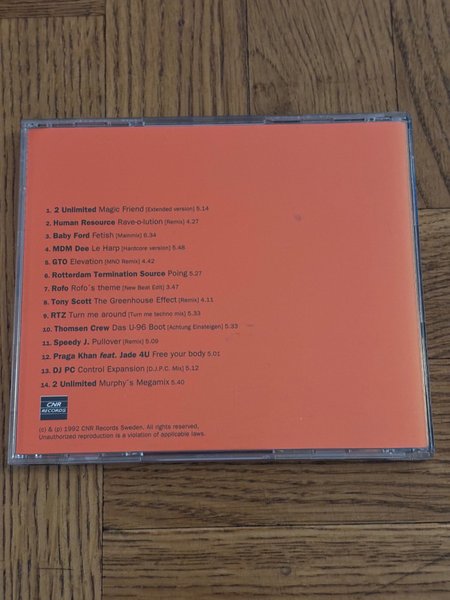 1. 2 Unlimited Magic Friend [Extended version] 5.14
2. Human Resource Rave-o-lution [Remix] 4.27
3. Baby Ford Fetish [Mainmix] 6.34
4. MDM Dee Le Harp [Hardcore version] 5.48
5. GTO Elevation [MNO Remix] 4.42
6. Rotterdam Termination Source Poing 5.27
7. Rofo Rofo´s theme [New Beat Edit] 3.47
8. Tony Scott The Greenhouse Effect [Remix] 4.11
9. RTZ Turn me around [Turn me techno mix] 5.33
10. Thomsen Crew Das U-96 Boot [Achtung Einsteigen] 5.33
11. Speedy J. Pullover [Remix] 5.09
12. Praga Khan feat. Jade 4U Free your body 5.01
13. DJ PC Control Expansion [D.J.P.C. Mix] 5.12
14. 2 Unlimited Murphy´s Megamix 5.40
CNR
RECORDS
(c) & (p) 1992 CNR Records Sweden. All rights reserved.
Unauthorized reproduction is a violation of applicable laws.